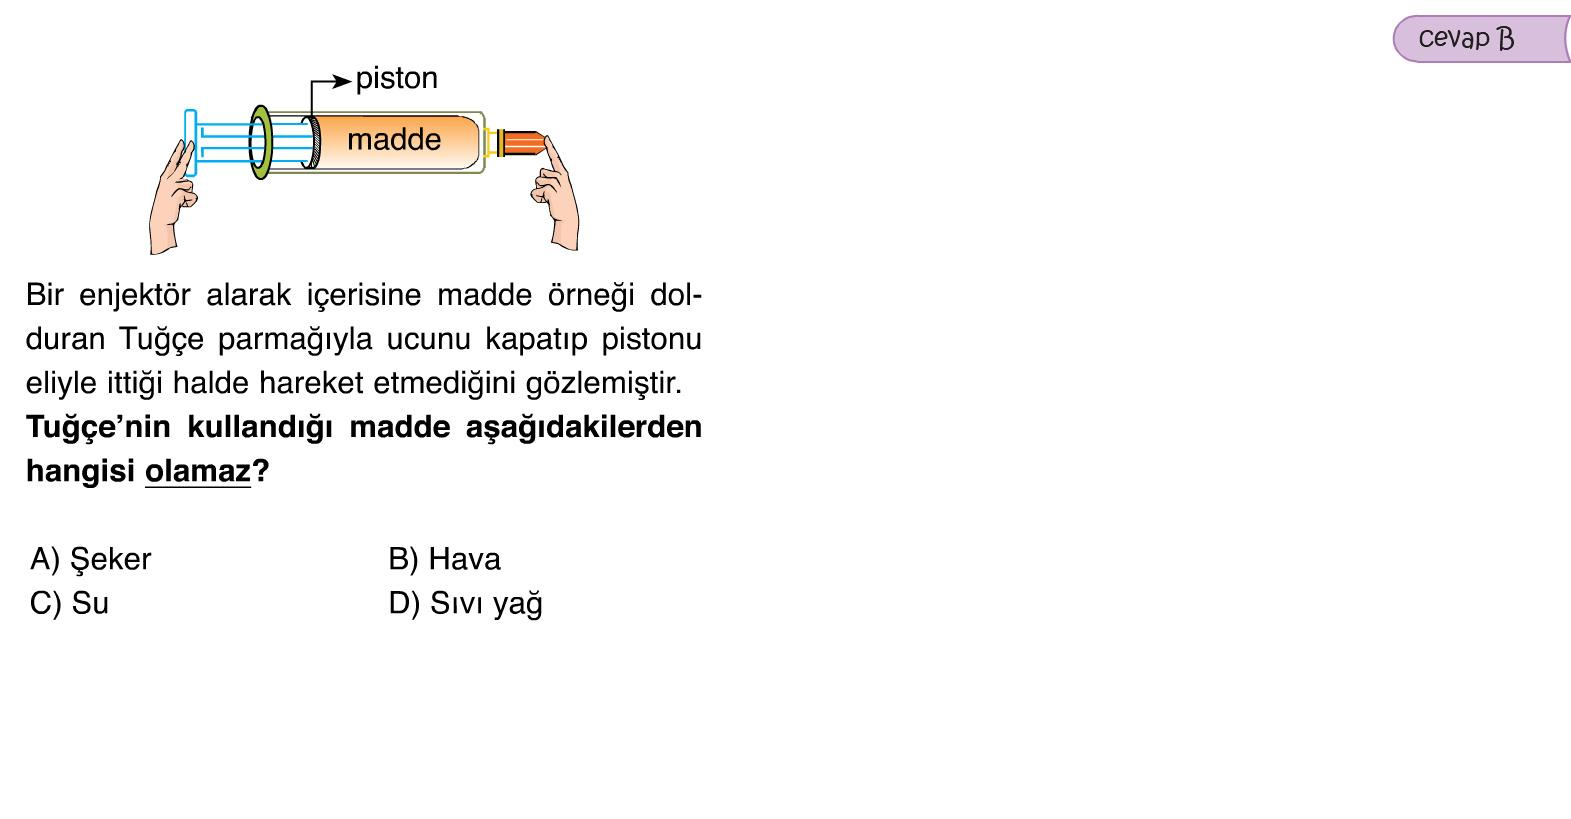 cevap B
piston
madde
Bir enjektör alarak içerisine madde örneği dol-
duran Tuğçe parmağıyla ucunu kapatıp pistonu
eliyle ittiği halde hareket etmediğini gözlemiştir.
Tuğçe’nin kullandığı madde aşağıdakilerden
hangisi olamaz?
A) Şeker B) Hava
C) Su D) Sıvı yağ